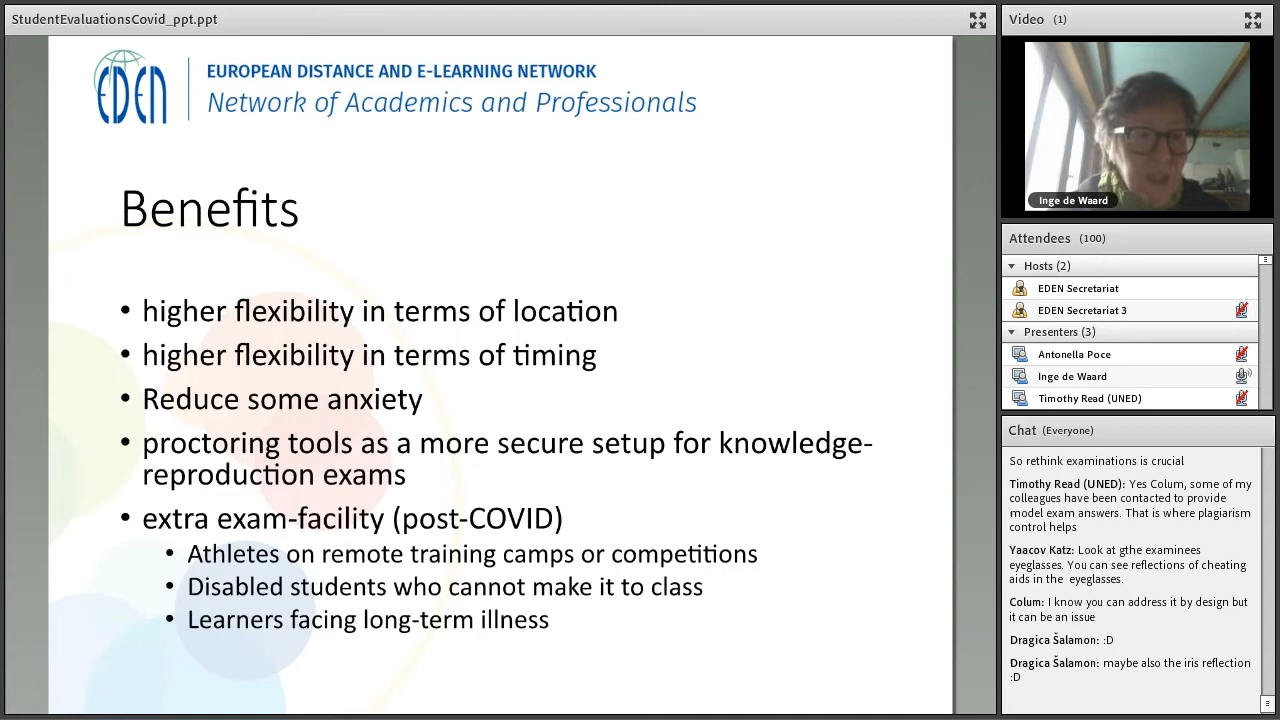 StudentEvaluationsCovid_ppt.ppt
EDEN
EUROPEAN DISTANCE AND E-LEARNING NETWORK
Network of Academics and Professionals
Benefits
• higher flexibility in terms of location
• higher flexibility in terms of timing
• Reduce some anxiety
• proctoring tools as a more secure setup for knowledge-
reproduction exams
• extra exam-facility (post-COVID)
• Athletes on remote training camps or competitions
• Disabled students who cannot make it to class
• Learners facing long-term illness
Video (1)
Inge de Waard
Attendees (100)
Hosts (2)
EDEN Secretariat
EDEN Secretariat 3
Presenters (3)
Antonella Poce
Inge de Waard
Timothy Read (UNED)
Chat (Everyone)
So rethink examinations is crucial
Timothy Read (UNED): Yes Colum, some of my
colleagues have been contacted to provide
model exam answers. That is where plagiarism
control helps
Yaacov Katz: Look at gthe examinees
eyeglasses. You can see reflections of cheating
aids in the eyeglasses.
Colum: I know you can address it by design but
it can be an issue
Dragica Šalamon: :D
Dragica Šalamon: maybe also the iris reflection
:D